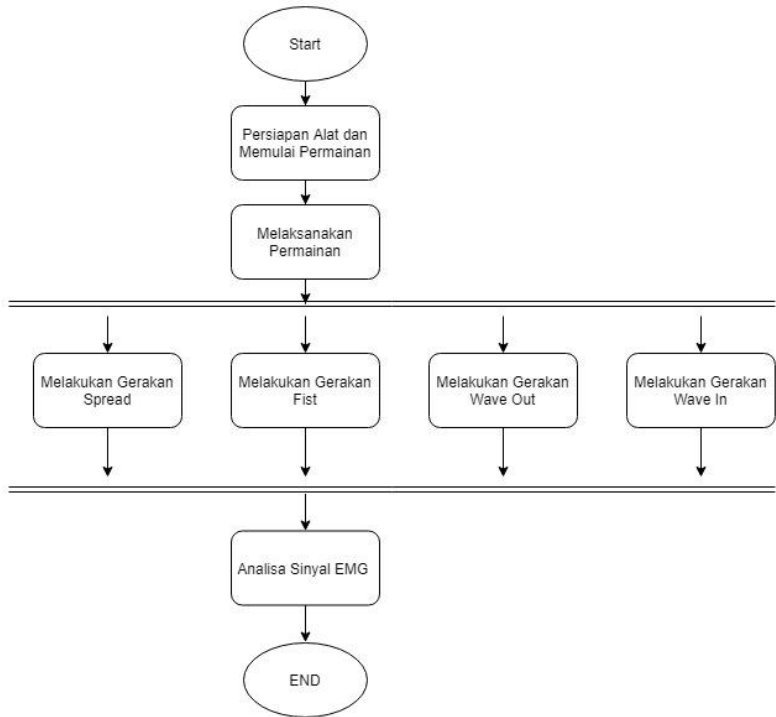 Start
Persiapan Alat dan
Memulai Permainan
Melaksanakan
Permainan
Melakukan Gerakan
Spread
Melakukan Gerakan
Fist
Melakukan Gerakan
Wave Out
Melakukan Gerakan
Wave In
Analisa Sinyal EMG
END